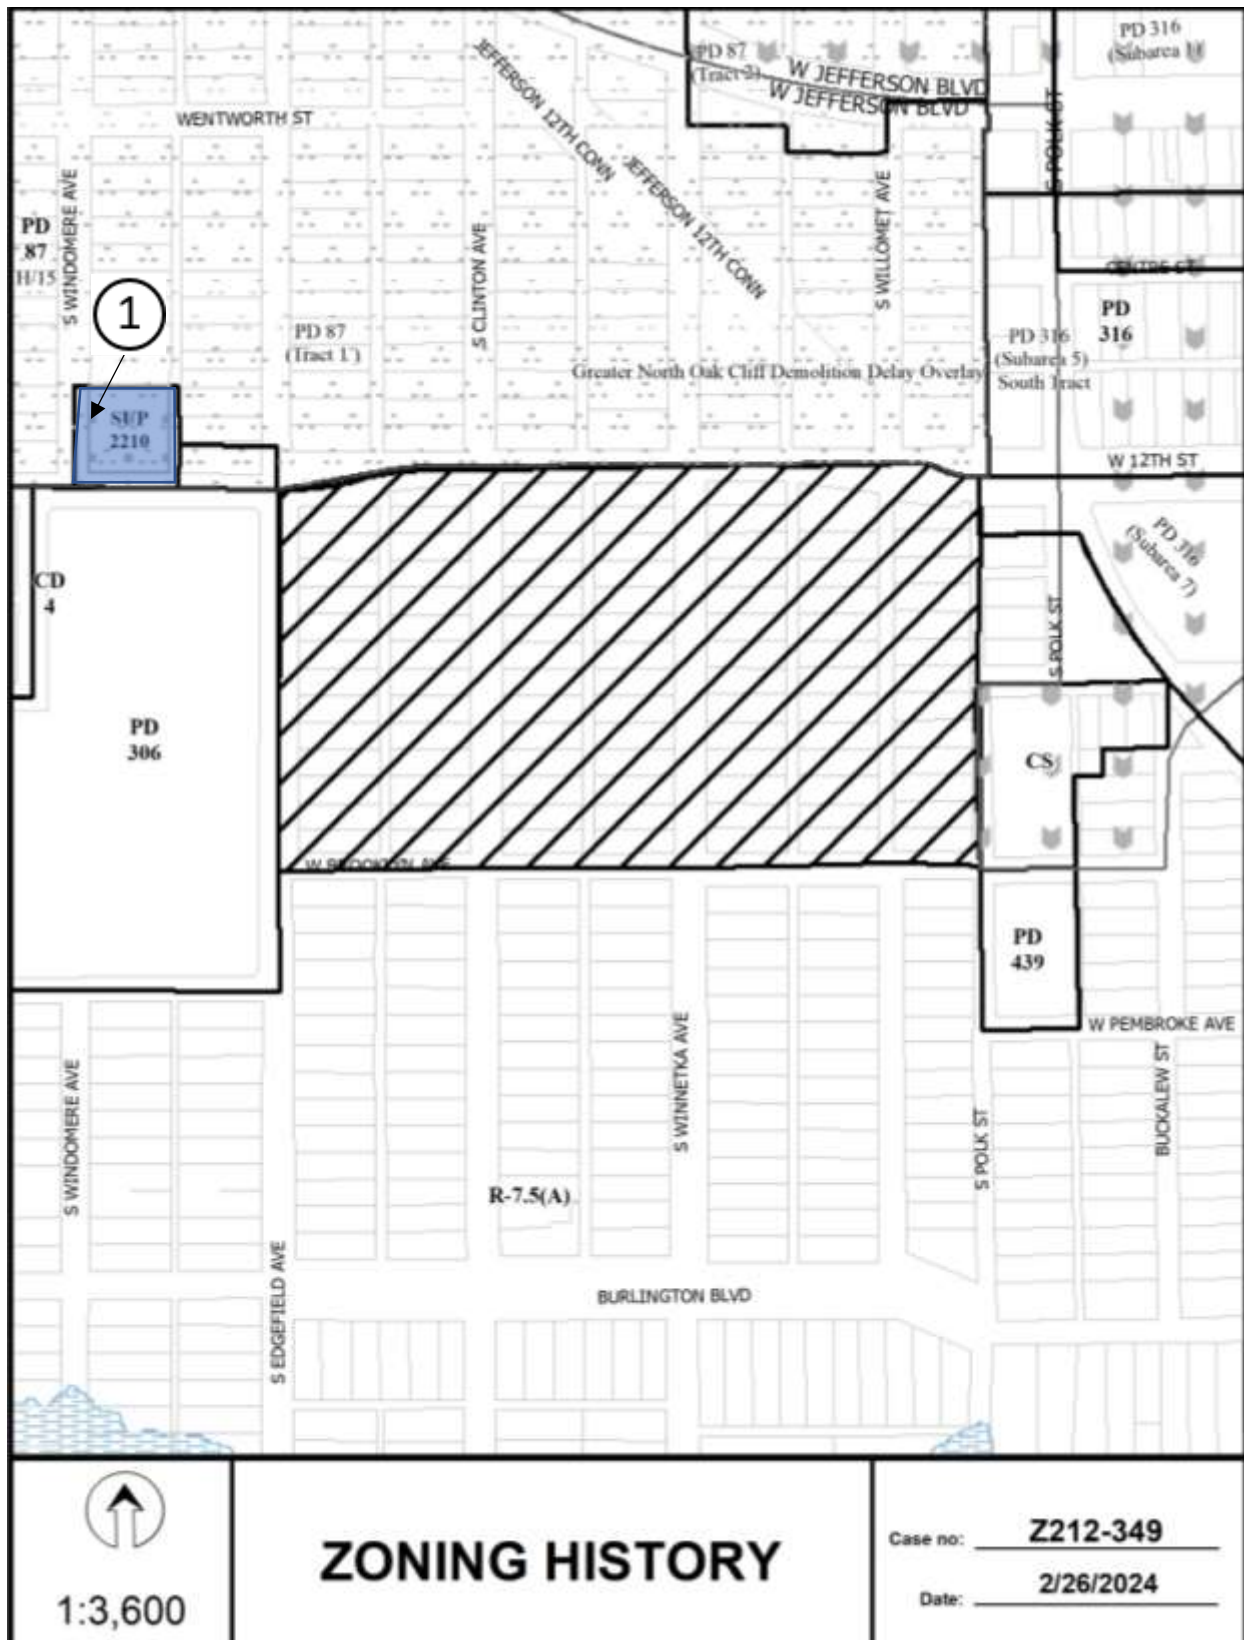 PD 316
(Subarea 1)
PD 87
(Tract 2)
W JEFFERSON BLVD
W JEFFERSON BLVD
JEFFERSON 12TH CONN
JEFFERSON 12TH CONN
WENTWORTH ST
S POLK ST
S WINDOMERE AVE
S WILLOMET AVE
PD
87
H/15
S CLINTON AVE
CENTRE ST
1
PD
316
PD 87
(Tract 1)
PD 316
(Subarea 5)
South Tract
Greater North Oak Cliff Demolition Delay Overlay
SUP
2210
W 12TH ST
PD 316
(Subarea 7)
CD
4
S POLK ST
PD
306
CS
W BROOKLYN AVE
PD
439
W PEMBROKE AVE
S WINNETKA AVE
S WINDOMERE AVE
BUCKALEW ST
S POLK ST
R-7.5(A)
S EDGEFIELD AVE
BURLINGTON BLVD
1:3,600
ZONING HISTORY
Case no: Z212-349
Date: 2/26/2024